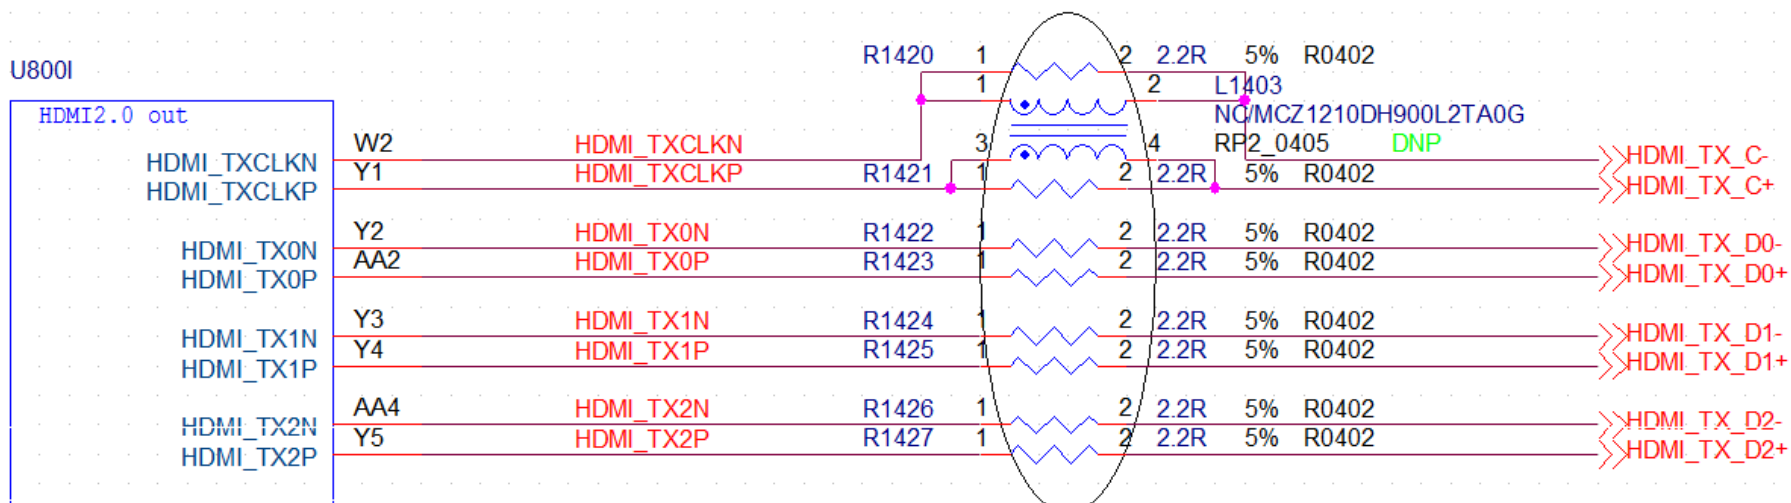 R1420 1 2 2.2R 5% R0402
U800I
1 2 L1403
HDMI2.0 out
NC/MCZ1210DH900L2TA0G
W2 HDMI_TXCLKN 3 4 RP2_0405 DNP
HDMI_TXCLKN HDMI_TX_C-
Y1 HDMI_TXCLKP R1421 1 2 2.2R 5% R0402
HDMI_TXCLKP HDMI_TX_C+
Y2 HDMI_TX0N R1422 1 2 2.2R 5% R0402
HDMI_TX0N HDMI_TX_D0-
AA2 HDMI_TX0P R1423 1 2 2.2R 5% R0402
HDMI_TX0P HDMI_TX_D0+
Y3 HDMI_TX1N R1424 1 2 2.2R 5% R0402
HDMI_TX1N HDMI_TX_D1-
Y4 HDMI_TX1P R1425 1 2 2.2R 5% R0402
HDMI_TX1P HDMI_TX_D1+
AA4 HDMI_TX2N R1426 1 2 2.2R 5% R0402
HDMI_TX2N HDMI_TX_D2-
Y5 HDMI_TX2P R1427 1 2 2.2R 5% R0402
HDMI_TX2P HDMI_TX_D2+